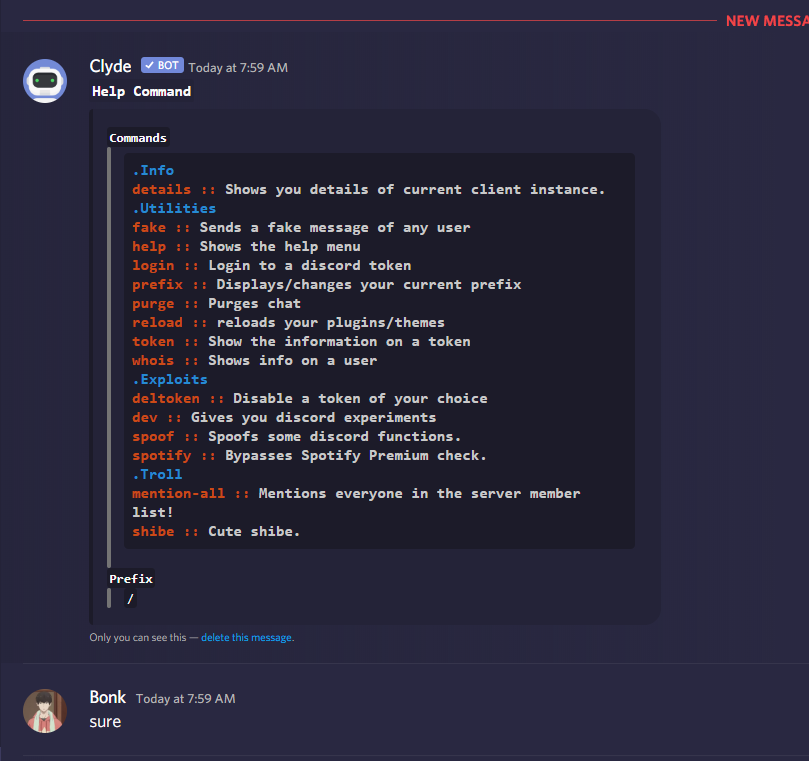 NEW MESSA
Clyde ✓ BOT Today at 7:59 AM
Help Command
Commands
.Info
details :: Shows you details of current client instance.
.Utilities
fake :: Sends a fake message of any user
help :: Shows the help menu
login :: Login to a discord token
prefix :: Displays/changes your current prefix
purge :: Purges chat
reload :: reloads your plugins/themes
token :: Show the information on a token
whois :: Shows info on a user
.Exploits
deltoken :: Disable a token of your choice
dev :: Gives you discord experiments
spoof :: Spoofs some discord functions.
spotify :: Bypasses Spotify Premium check.
.Troll
mention-all :: Mentions everyone in the server member
list!
shibe :: Cute shibe.
Prefix
/
Only you can see this — delete this message.
Bonk Today at 7:59 AM
sure